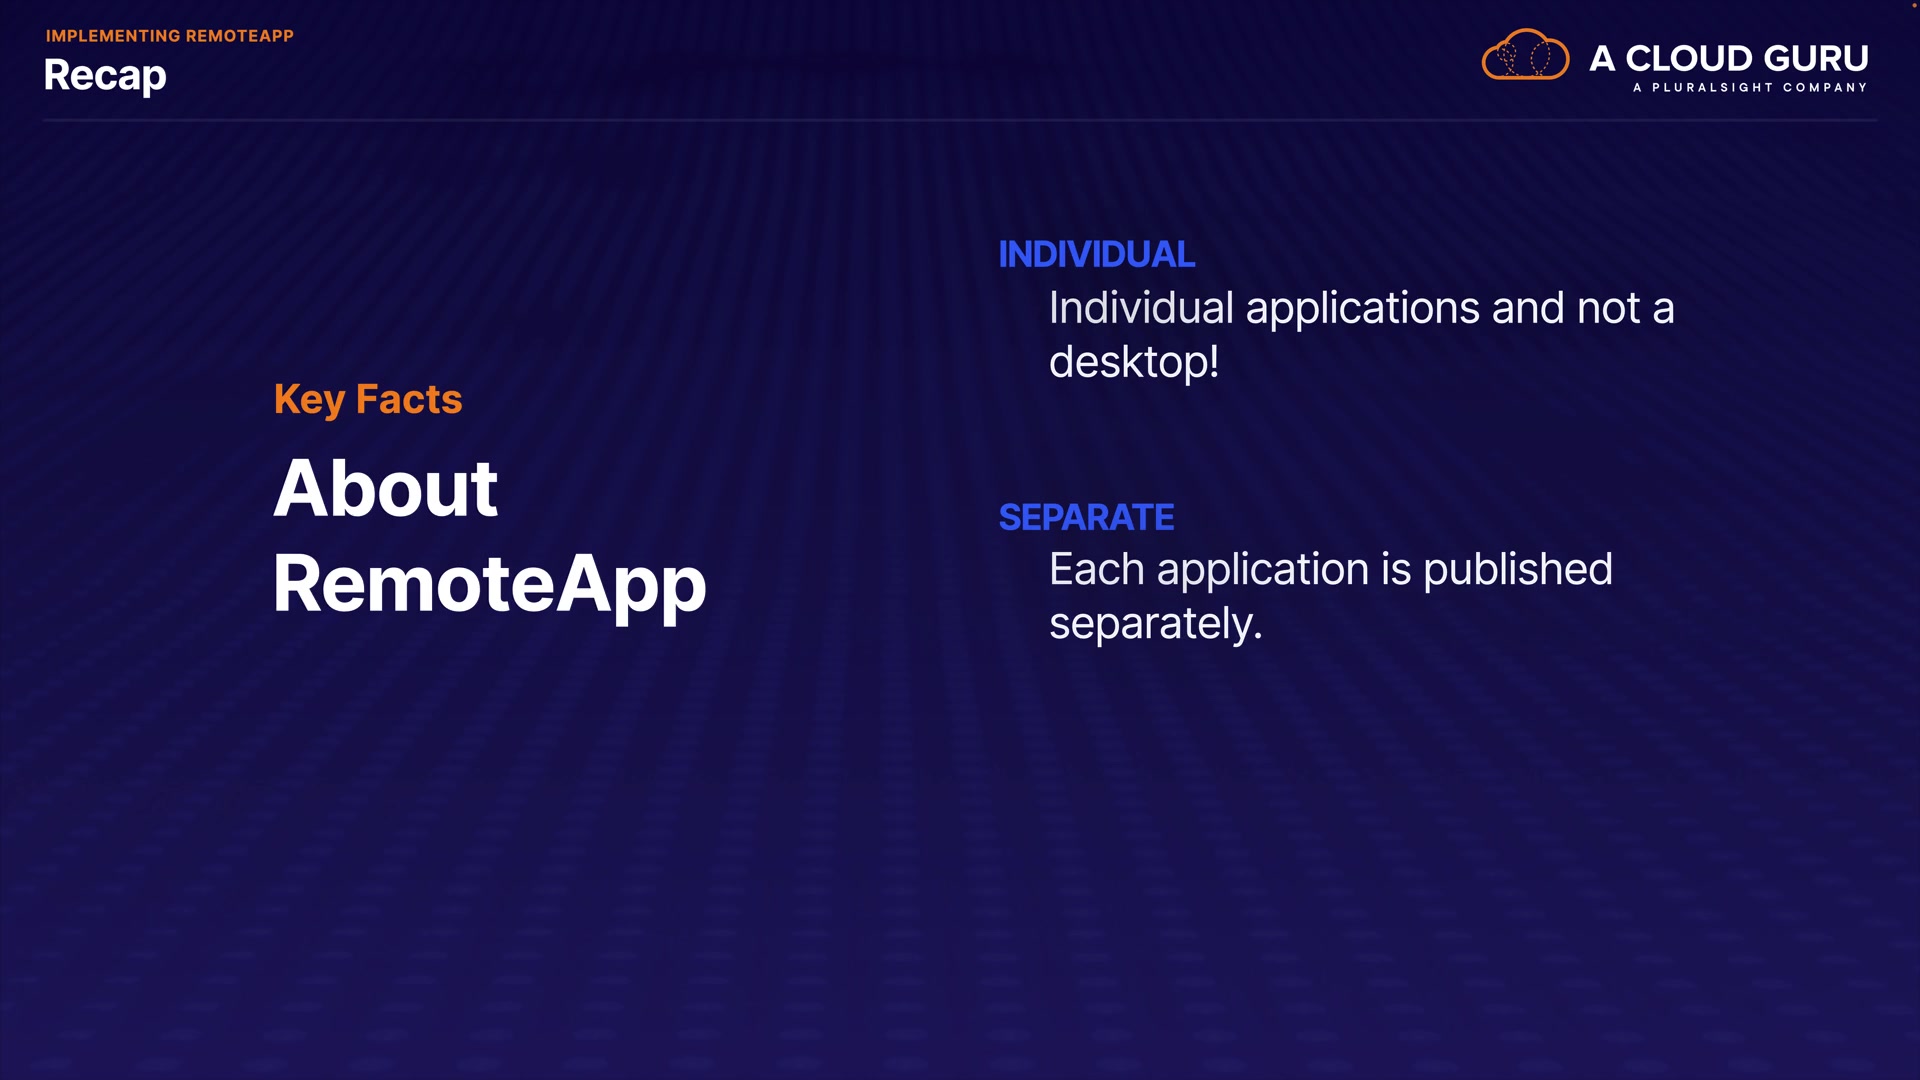 IMPLEMENTING REMOTEAPP
Recap
A CLOUD GURU
A PLURALSIGHT COMPANY
Key Facts
About
RemoteApp
INDIVIDUAL
Individual applications and not a
desktop!
SEPARATE
Each application is published
separately.